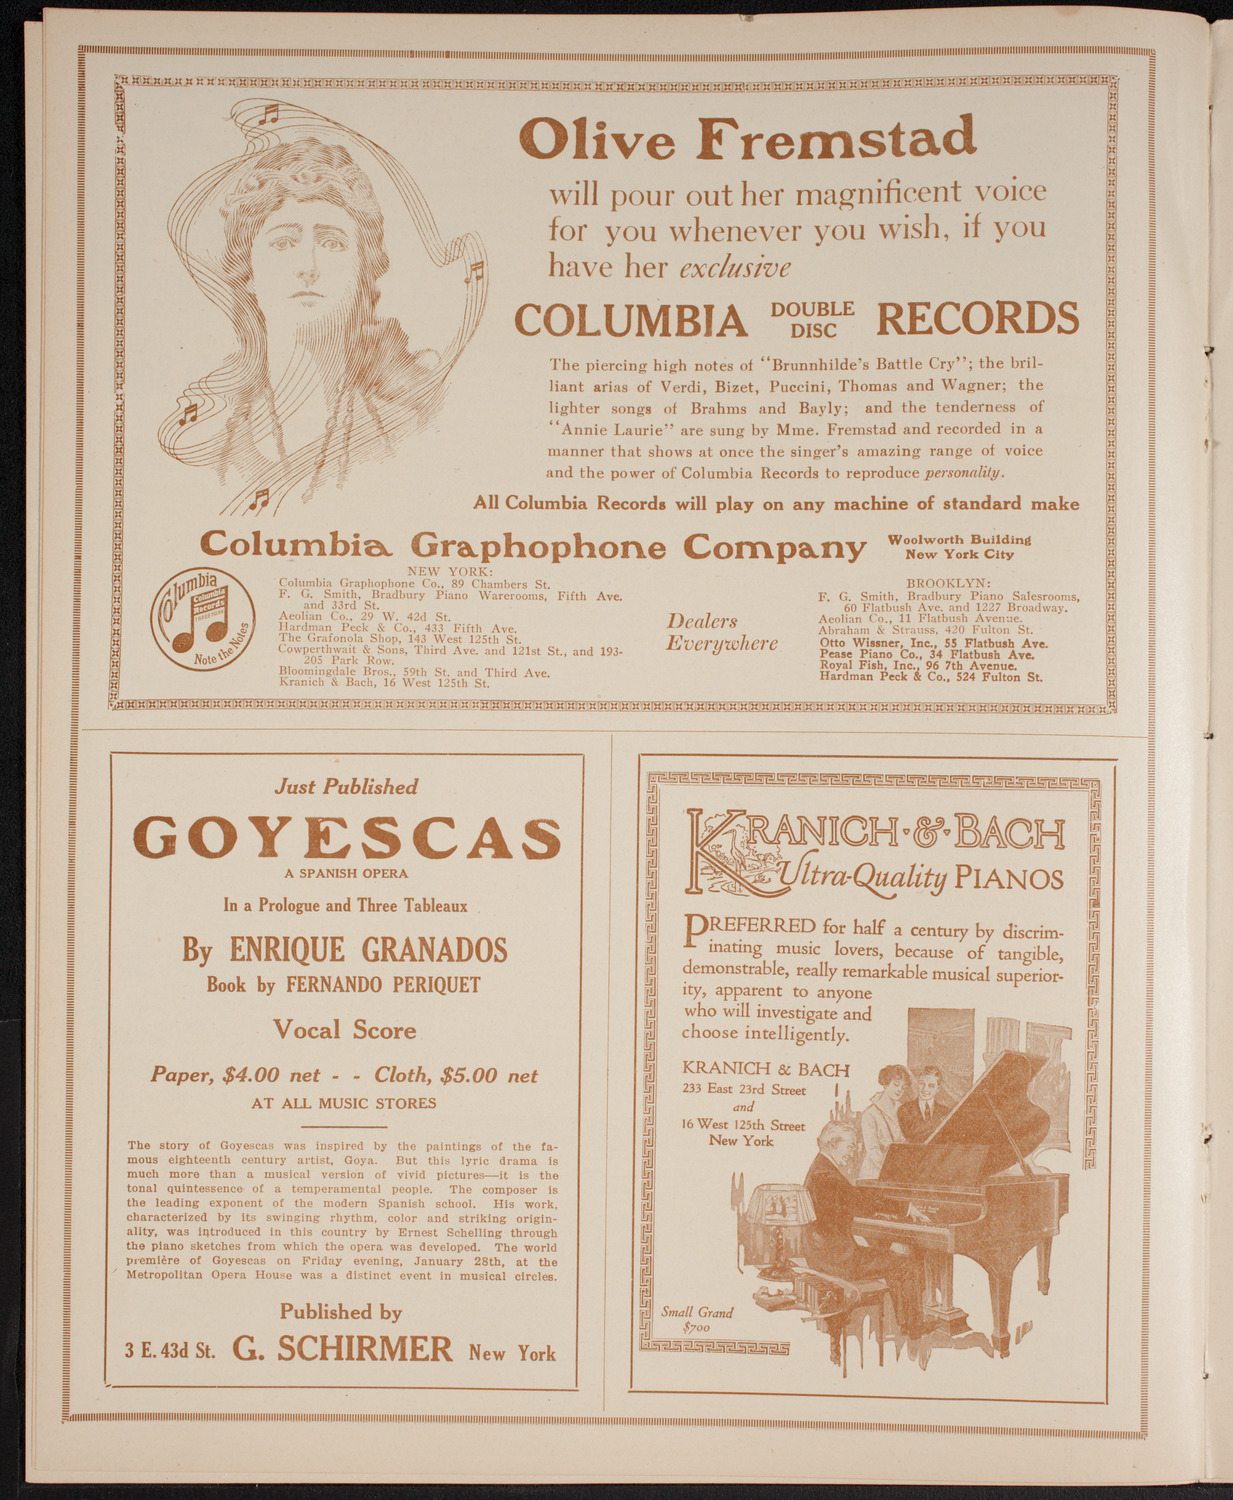 Olive Fremstad
will pour out her magnificent voice
for you whenever you wish, if you
have her exclusive
COLUMBIA DOUBLE DISC RECORDS
The piercing high notes of "Brunnhilde's Battle Cry"; the bril-
liant arias of Verdi, Bizet, Puccini, Thomas and Wagner; the
lighter songs of Brahms and Bayly; and the tenderness of
"Annie Laurie" are sung by Mme. Fremstad and recorded in a
manner that shows at once the singer's amazing range of voice
and the power of Columbia Records to reproduce personality.
All Columbia Records will play on any machine of standard make
Columbia Graphophone Company
Woolworth Building
New York City
Columbia
Columbia
Records
Note the Notes
NEW YORK:
Columbia Graphophone Co., 89 Chambers St.
F. G. Smith, Bradbury Piano Warerooms, Fifth Ave.
and 33rd St.
Aeolian Co., 29 W. 42d St.
Hardman Peck & Co., 433 Fifth Ave.
The Grafonola Shop, 143 West 125th St.
Cowperthwait & Sons, Third Ave. and 121st St., and 193-
205 Park Row.
Bloomingdale Bros., 59th St. and Third Ave.
Kranich & Bach, 16 West 125th St.
Dealers
Everywhere
BROOKLYN:
F. G. Smith, Bradbury Piano Salesrooms,
60 Flatbush Ave. and 1227 Broadway.
Aeolian Co., 11 Flatbush Avenue.
Abraham & Strauss, 420 Fulton St.
Otto Wissner, Inc., 55 Flatbush Ave.
Pease Piano Co., 34 Flatbush Ave.
Royal Fish, Inc., 96 7th Avenue.
Hardman Peck & Co., 524 Fulton St.
Just Published
GOYESCAS
A SPANISH OPERA
In a Prologue and Three Tableaux
By ENRIQUE GRANADOS
Book by FERNANDO PERIQUET
Vocal Score
Paper, $4.00 net - - Cloth, $5.00 net
AT ALL MUSIC STORES
The story of Goyescas was inspired by the paintings of the fa-
mous eighteenth century artist, Goya. But this lyric drama is
much more than a musical version of vivid pictures—it is the
tonal quintessence of a temperamental people. The composer is
the leading exponent of the modern Spanish school. His work,
characterized by its swinging rhythm, color and striking origin-
ality, was introduced in this country by Ernest Schelling through
the piano sketches from which the opera was developed. The world
première of Goyescas on Friday evening, January 28th, at the
Metropolitan Opera House was a distinct event in musical circles.
Published by
3 E. 43d St. G. SCHIRMER New York
KRANICH·&·BACH
Ultra-Quality PIANOS
PREFERRED for half a century by discrim-
inating music lovers, because of tangible,
demonstrable, really remarkable musical superior-
ity, apparent to anyone
who will investigate and
choose intelligently.
KRANICH & BACH
233 East 23rd Street
and
16 West 125th Street
New York
Small Grand
$700